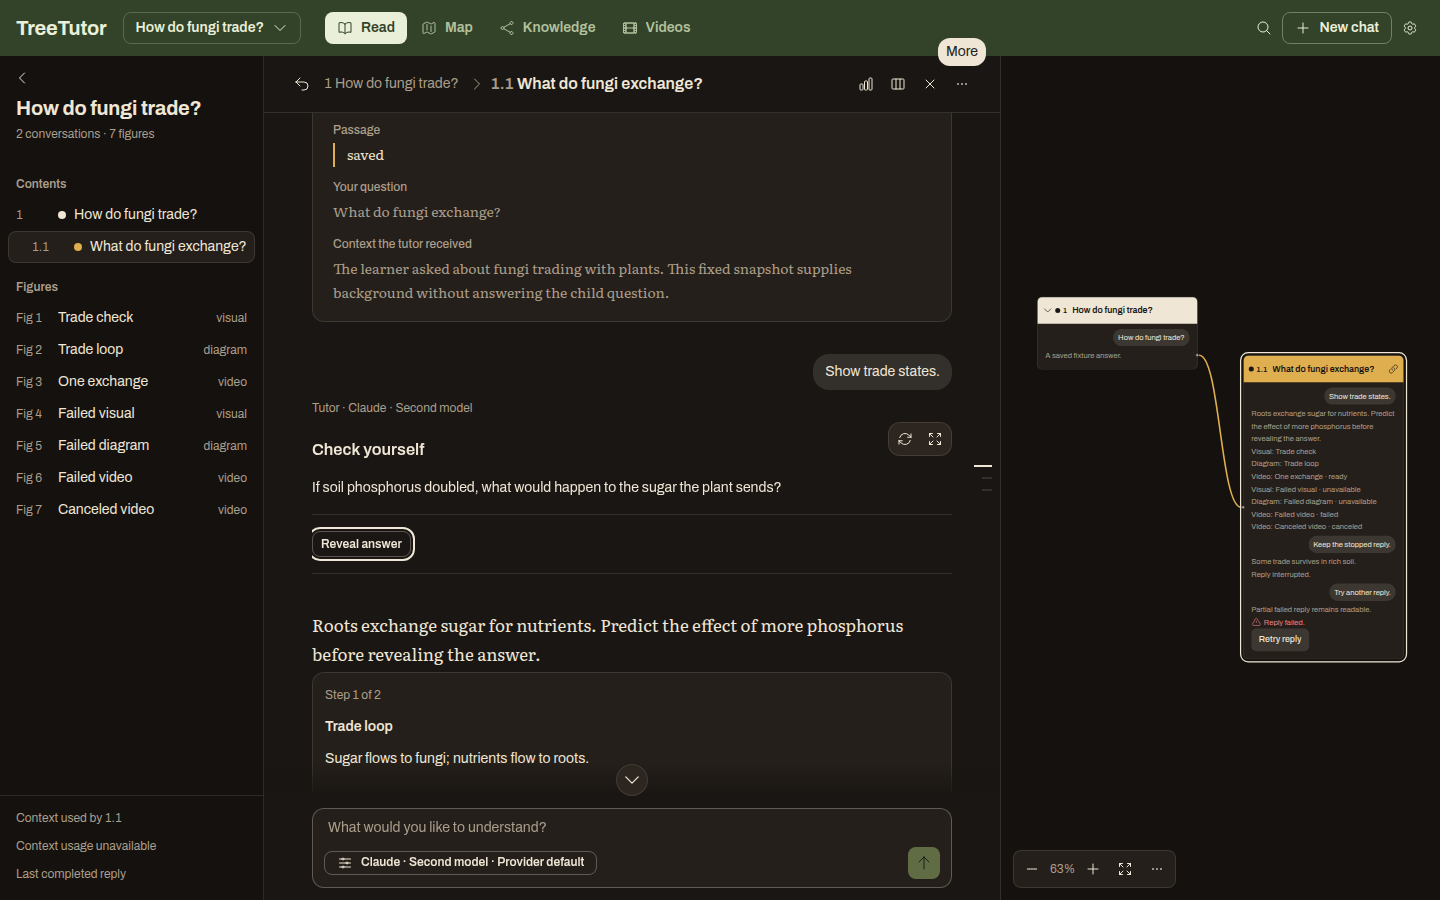 TreeTutor
How do fungi trade?
Read
Map
Knowledge
Videos
New chat
More
How do fungi trade?
2 conversations · 7 figures
Contents
1 How do fungi trade?
1.1 What do fungi exchange?
Figures
Fig 1 Trade check visual
Fig 2 Trade loop diagram
Fig 3 One exchange video
Fig 4 Failed visual visual
Fig 5 Failed diagram diagram
Fig 6 Failed video video
Fig 7 Canceled video video
Context used by 1.1
Context usage unavailable
Last completed reply
1 How do fungi trade?
1.1 What do fungi exchange?
Passage
saved
Your question
What do fungi exchange?
Context the tutor received
The learner asked about fungi trading with plants. This fixed snapshot supplies
background without answering the child question.
Show trade states.
Tutor · Claude · Second model
Check yourself
If soil phosphorus doubled, what would happen to the sugar the plant sends?
Reveal answer
Roots exchange sugar for nutrients. Predict the effect of more phosphorus
before revealing the answer.
Step 1 of 2
Trade loop
Sugar flows to fungi; nutrients flow to roots.
What would you like to understand?
Claude · Second model · Provider default
1 How do fungi trade?
How do fungi trade?
A saved fixture answer.
1.1 What do fungi exchange?
Show trade states.
Roots exchange sugar for nutrients. Predict
the effect of more phosphorus before
revealing the answer.
Visual: Trade check
Diagram: Trade loop
Video: One exchange · ready
Visual: Failed visual · unavailable
Diagram: Failed diagram · unavailable
Video: Failed video · failed
Video: Canceled video · canceled
Keep the stopped reply.
Some trade survives in rich soil.
Reply interrupted.
Try another reply.
Partial failed reply remains readable.
Reply failed.
Retry reply
63%